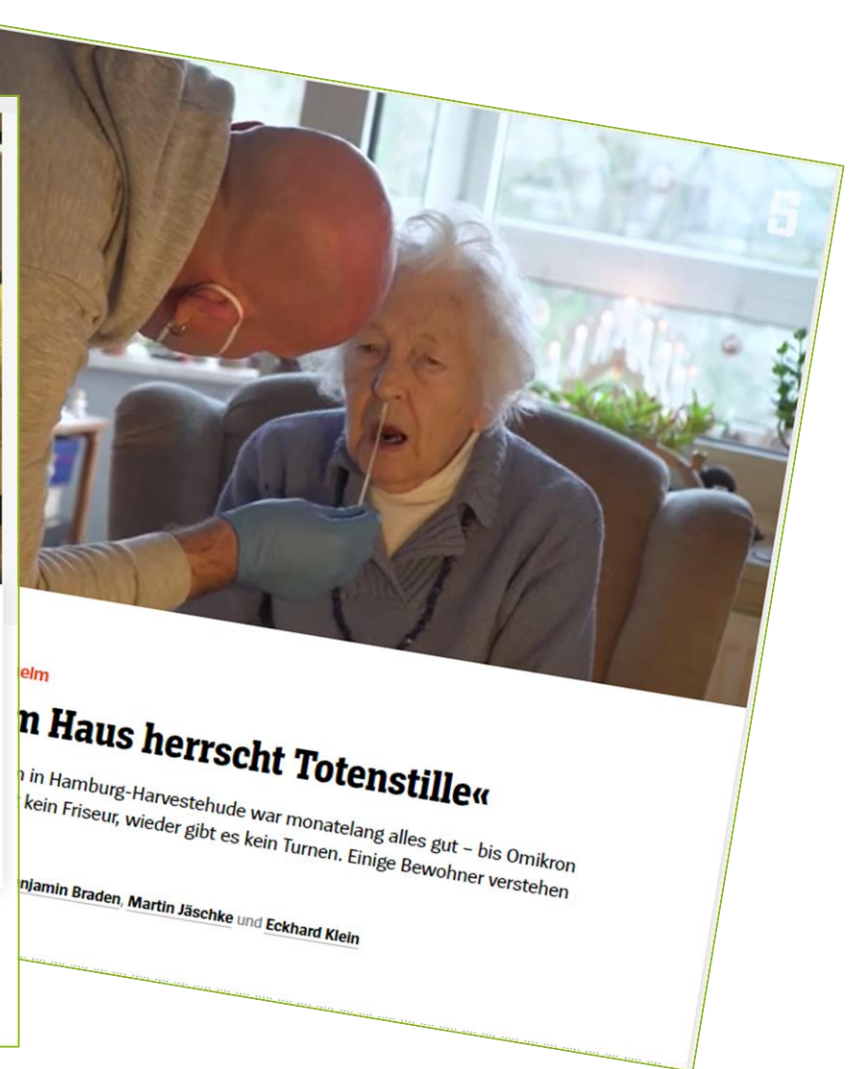 S
eim
m Haus herrscht Totenstille«
in Hamburg-Harvestehude war monatelang alles gut – bis Omikron
kein Friseur, wieder gibt es kein Turnen. Einige Bewohner verstehen
njamin Braden, Martin Jäschke und Eckhard Klein